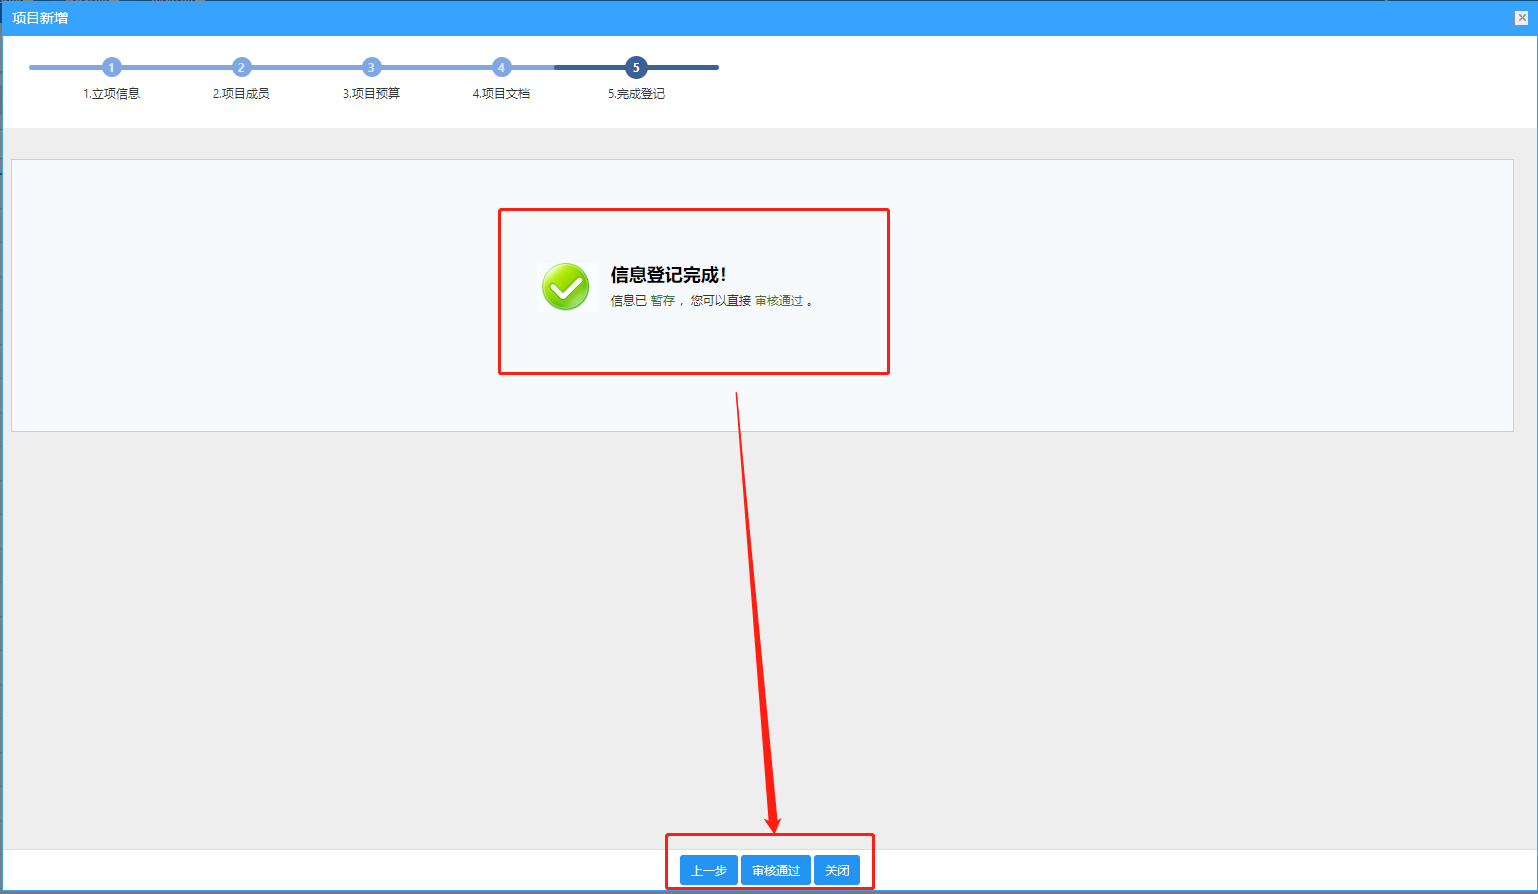 项目新增
1 2 3 4 5
1.立项信息 2.项目成员 3.项目预算 4.项目文档 5.完成登记
信息登记完成！
信息已 暂存 ，您可以直接 审核通过 。
上一步 审核通过 关闭